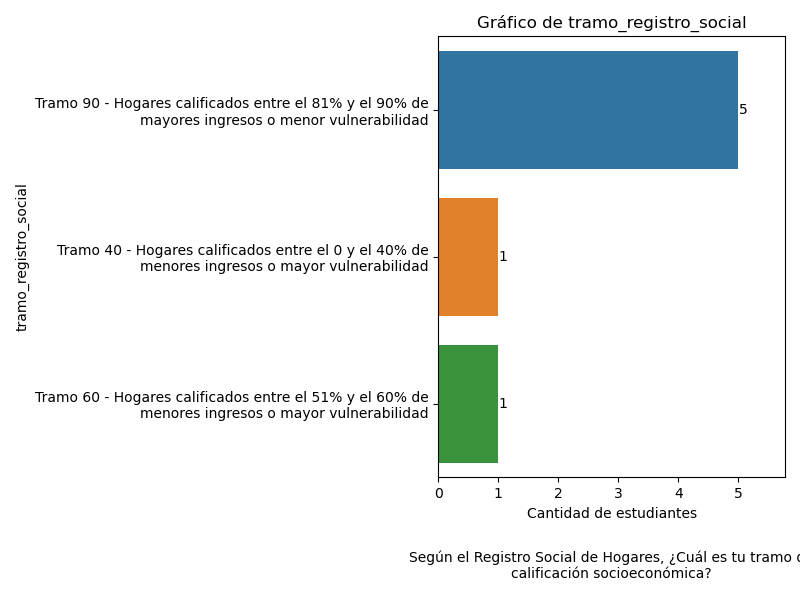 Gráfico de tramo_registro_social
tramo_registro_social
Tramo 90 - Hogares calificados entre el 81% y el 90% de
mayores ingresos o menor vulnerabilidad
5
Tramo 40 - Hogares calificados entre el 0 y el 40% de
menores ingresos o mayor vulnerabilidad
1
Tramo 60 - Hogares calificados entre el 51% y el 60% de
menores ingresos o mayor vulnerabilidad
1
0 1 2 3 4 5
Cantidad de estudiantes
Según el Registro Social de Hogares, ¿Cuál es tu tramo
calificación socioeconómica?